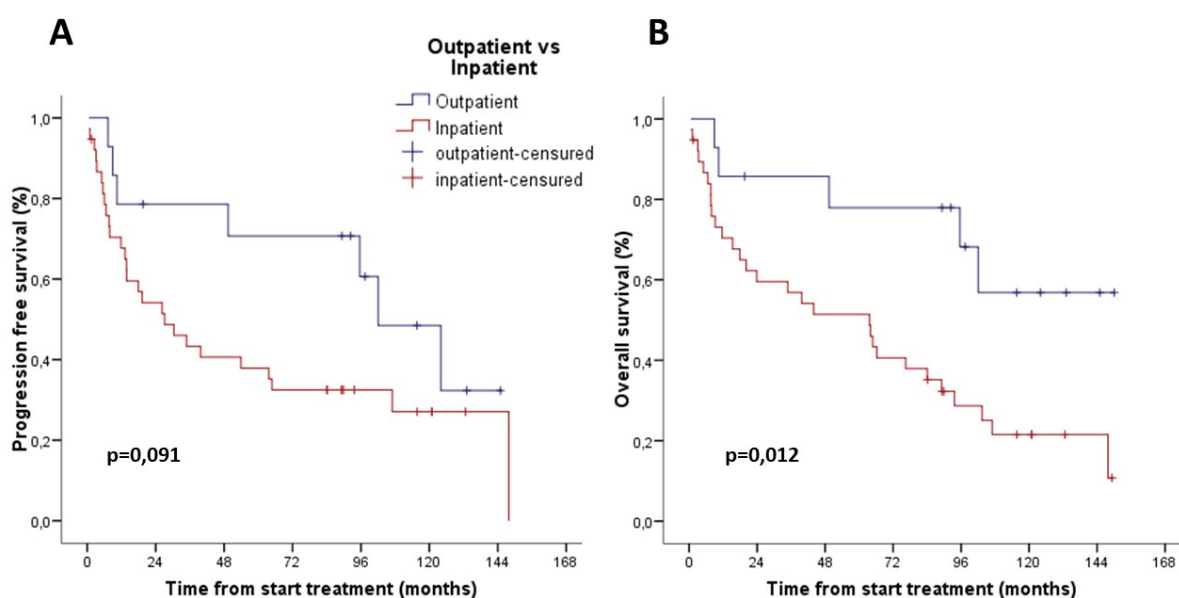 A
B
Outpatient vs
Inpatient
Outpatient
Inpatient
outpatient-censured
inpatient-censured
Progression free survival (%)
1,0
0,8
0,6
0,4
0,2
0,0
p=0,091
0 24 48 72 96 120 144 168
Time from start treatment (months)
Overall survival (%)
1,0
0,8
0,6
0,4
0,2
0,0
p=0,012
0 24 48 72 96 120 144 168
Time from start treatment (months)